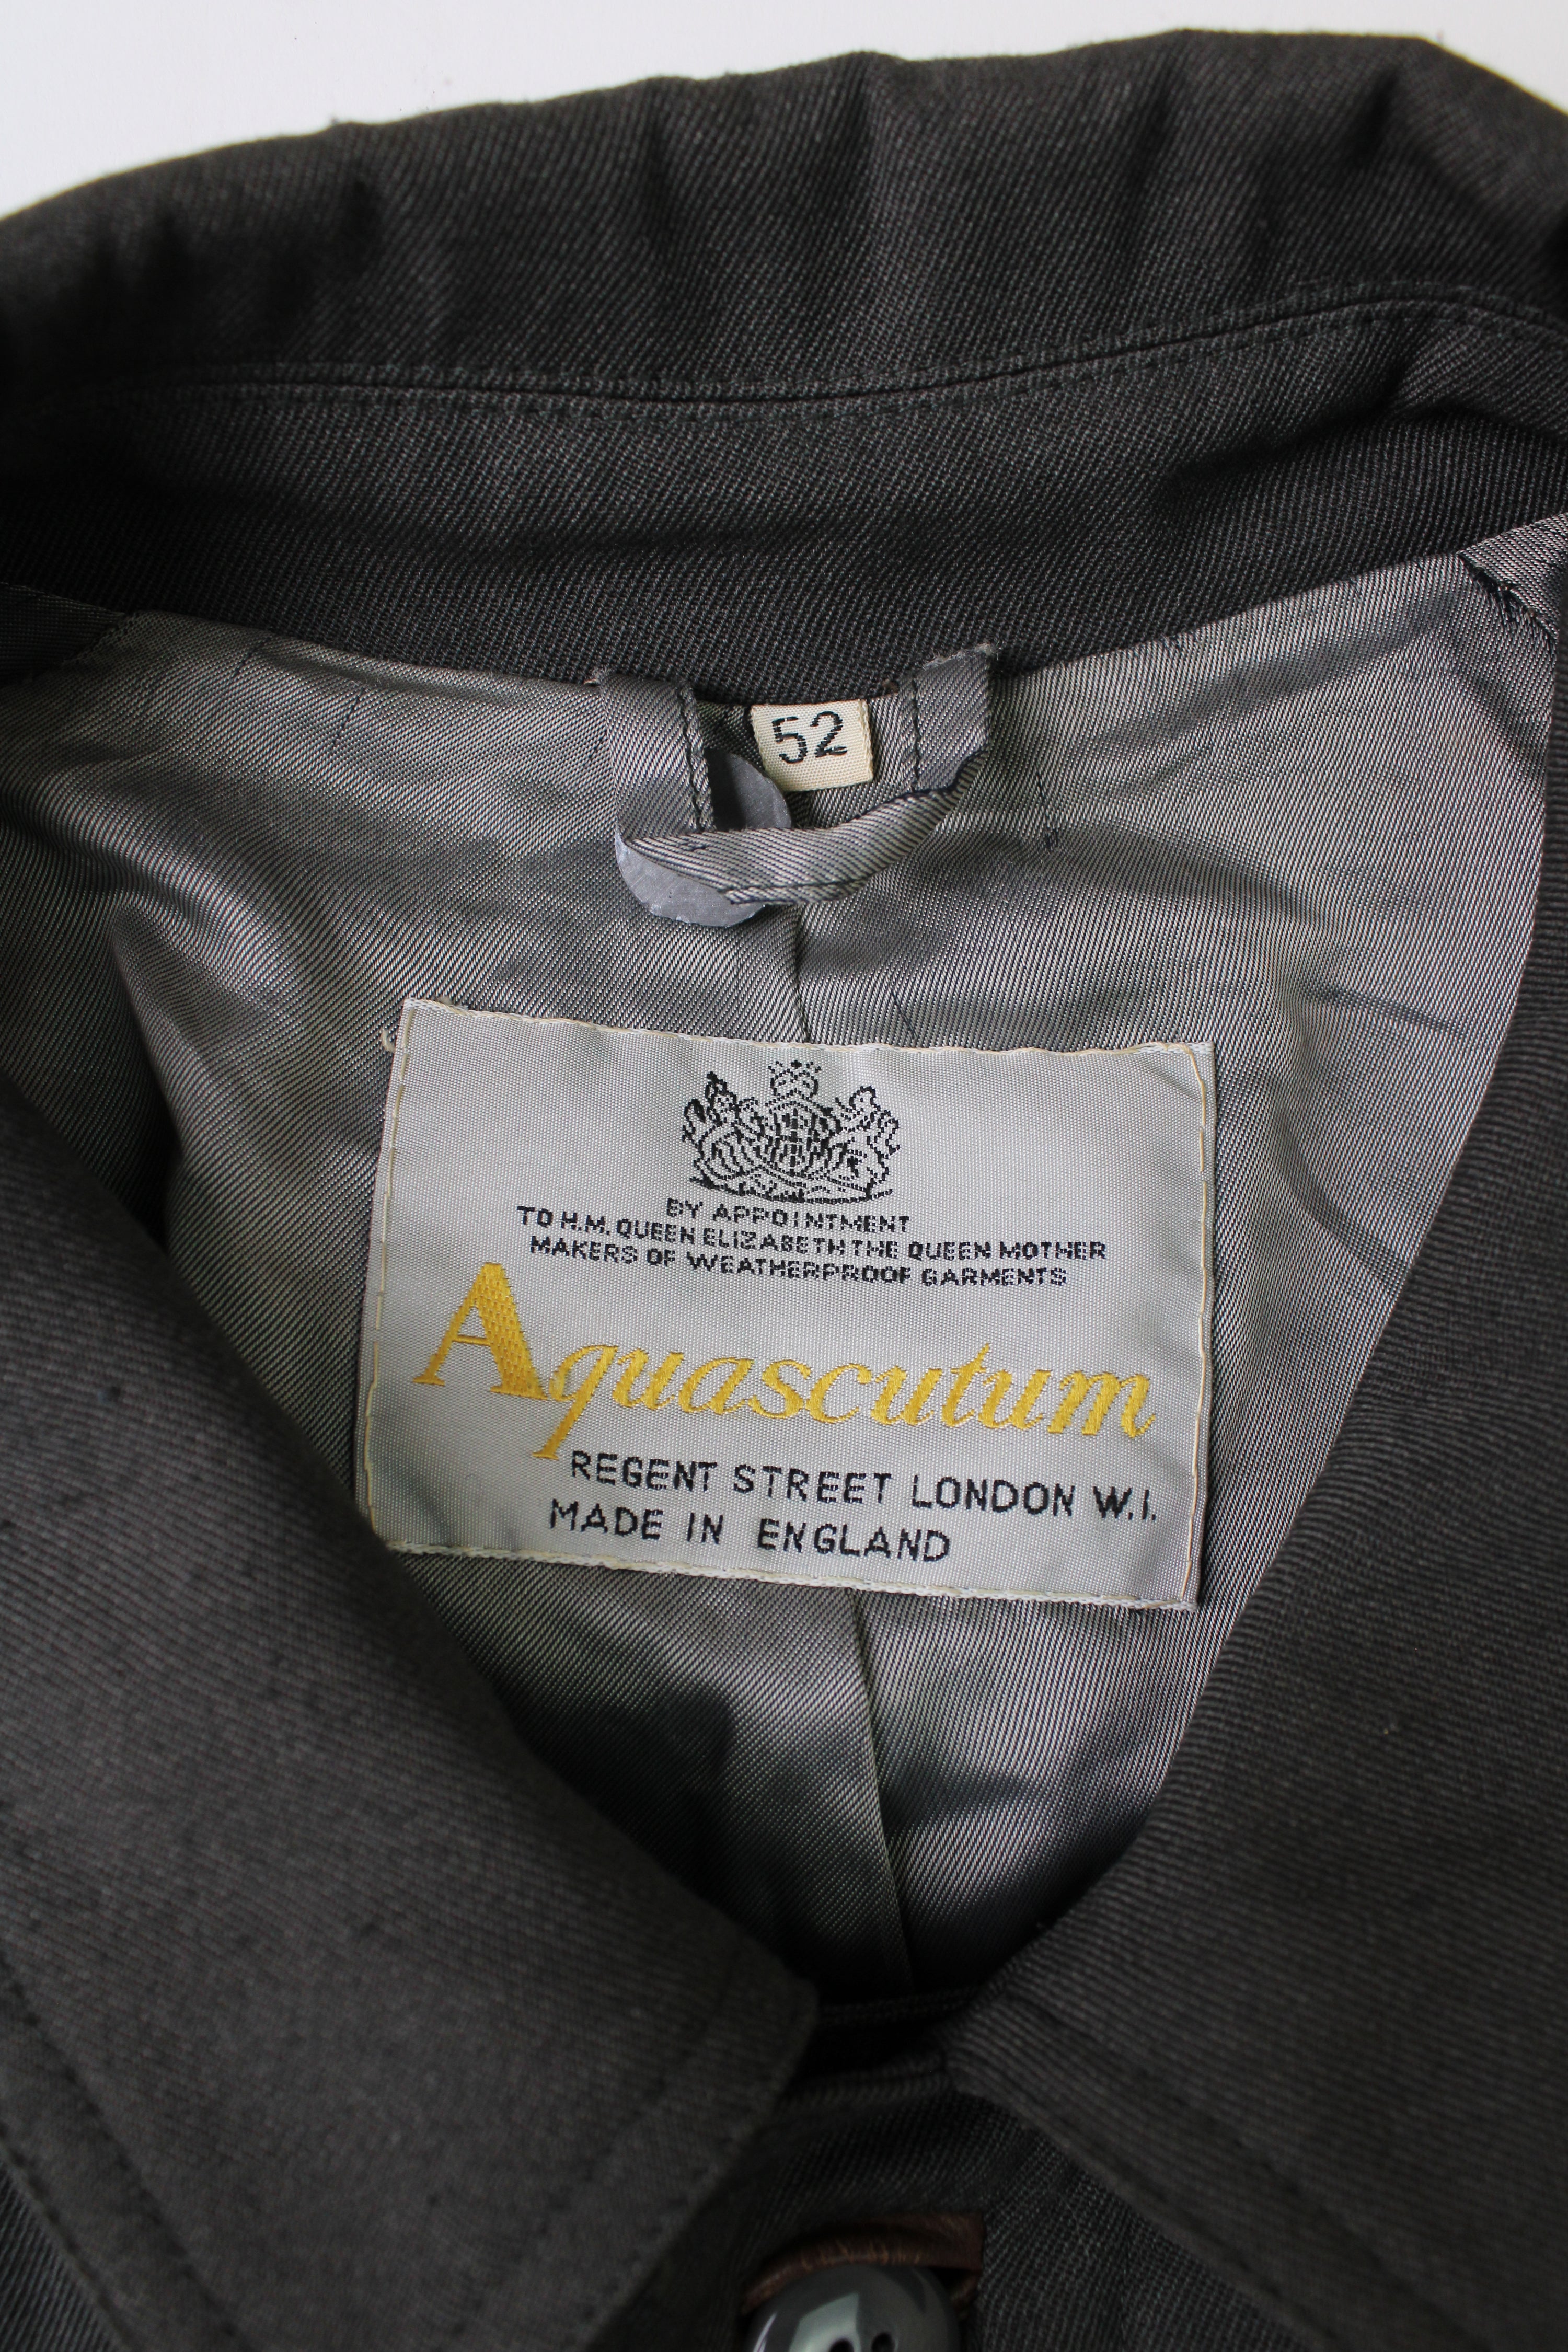 52
BY APPOINTMENT
TO H.M. QUEEN ELIZABETH THE QUEEN MOTHER
MAKERS OF WEATHERPROOF GARMENTS
Aquascutum
REGENT STREET LONDON W.I.
MADE IN ENGLAND